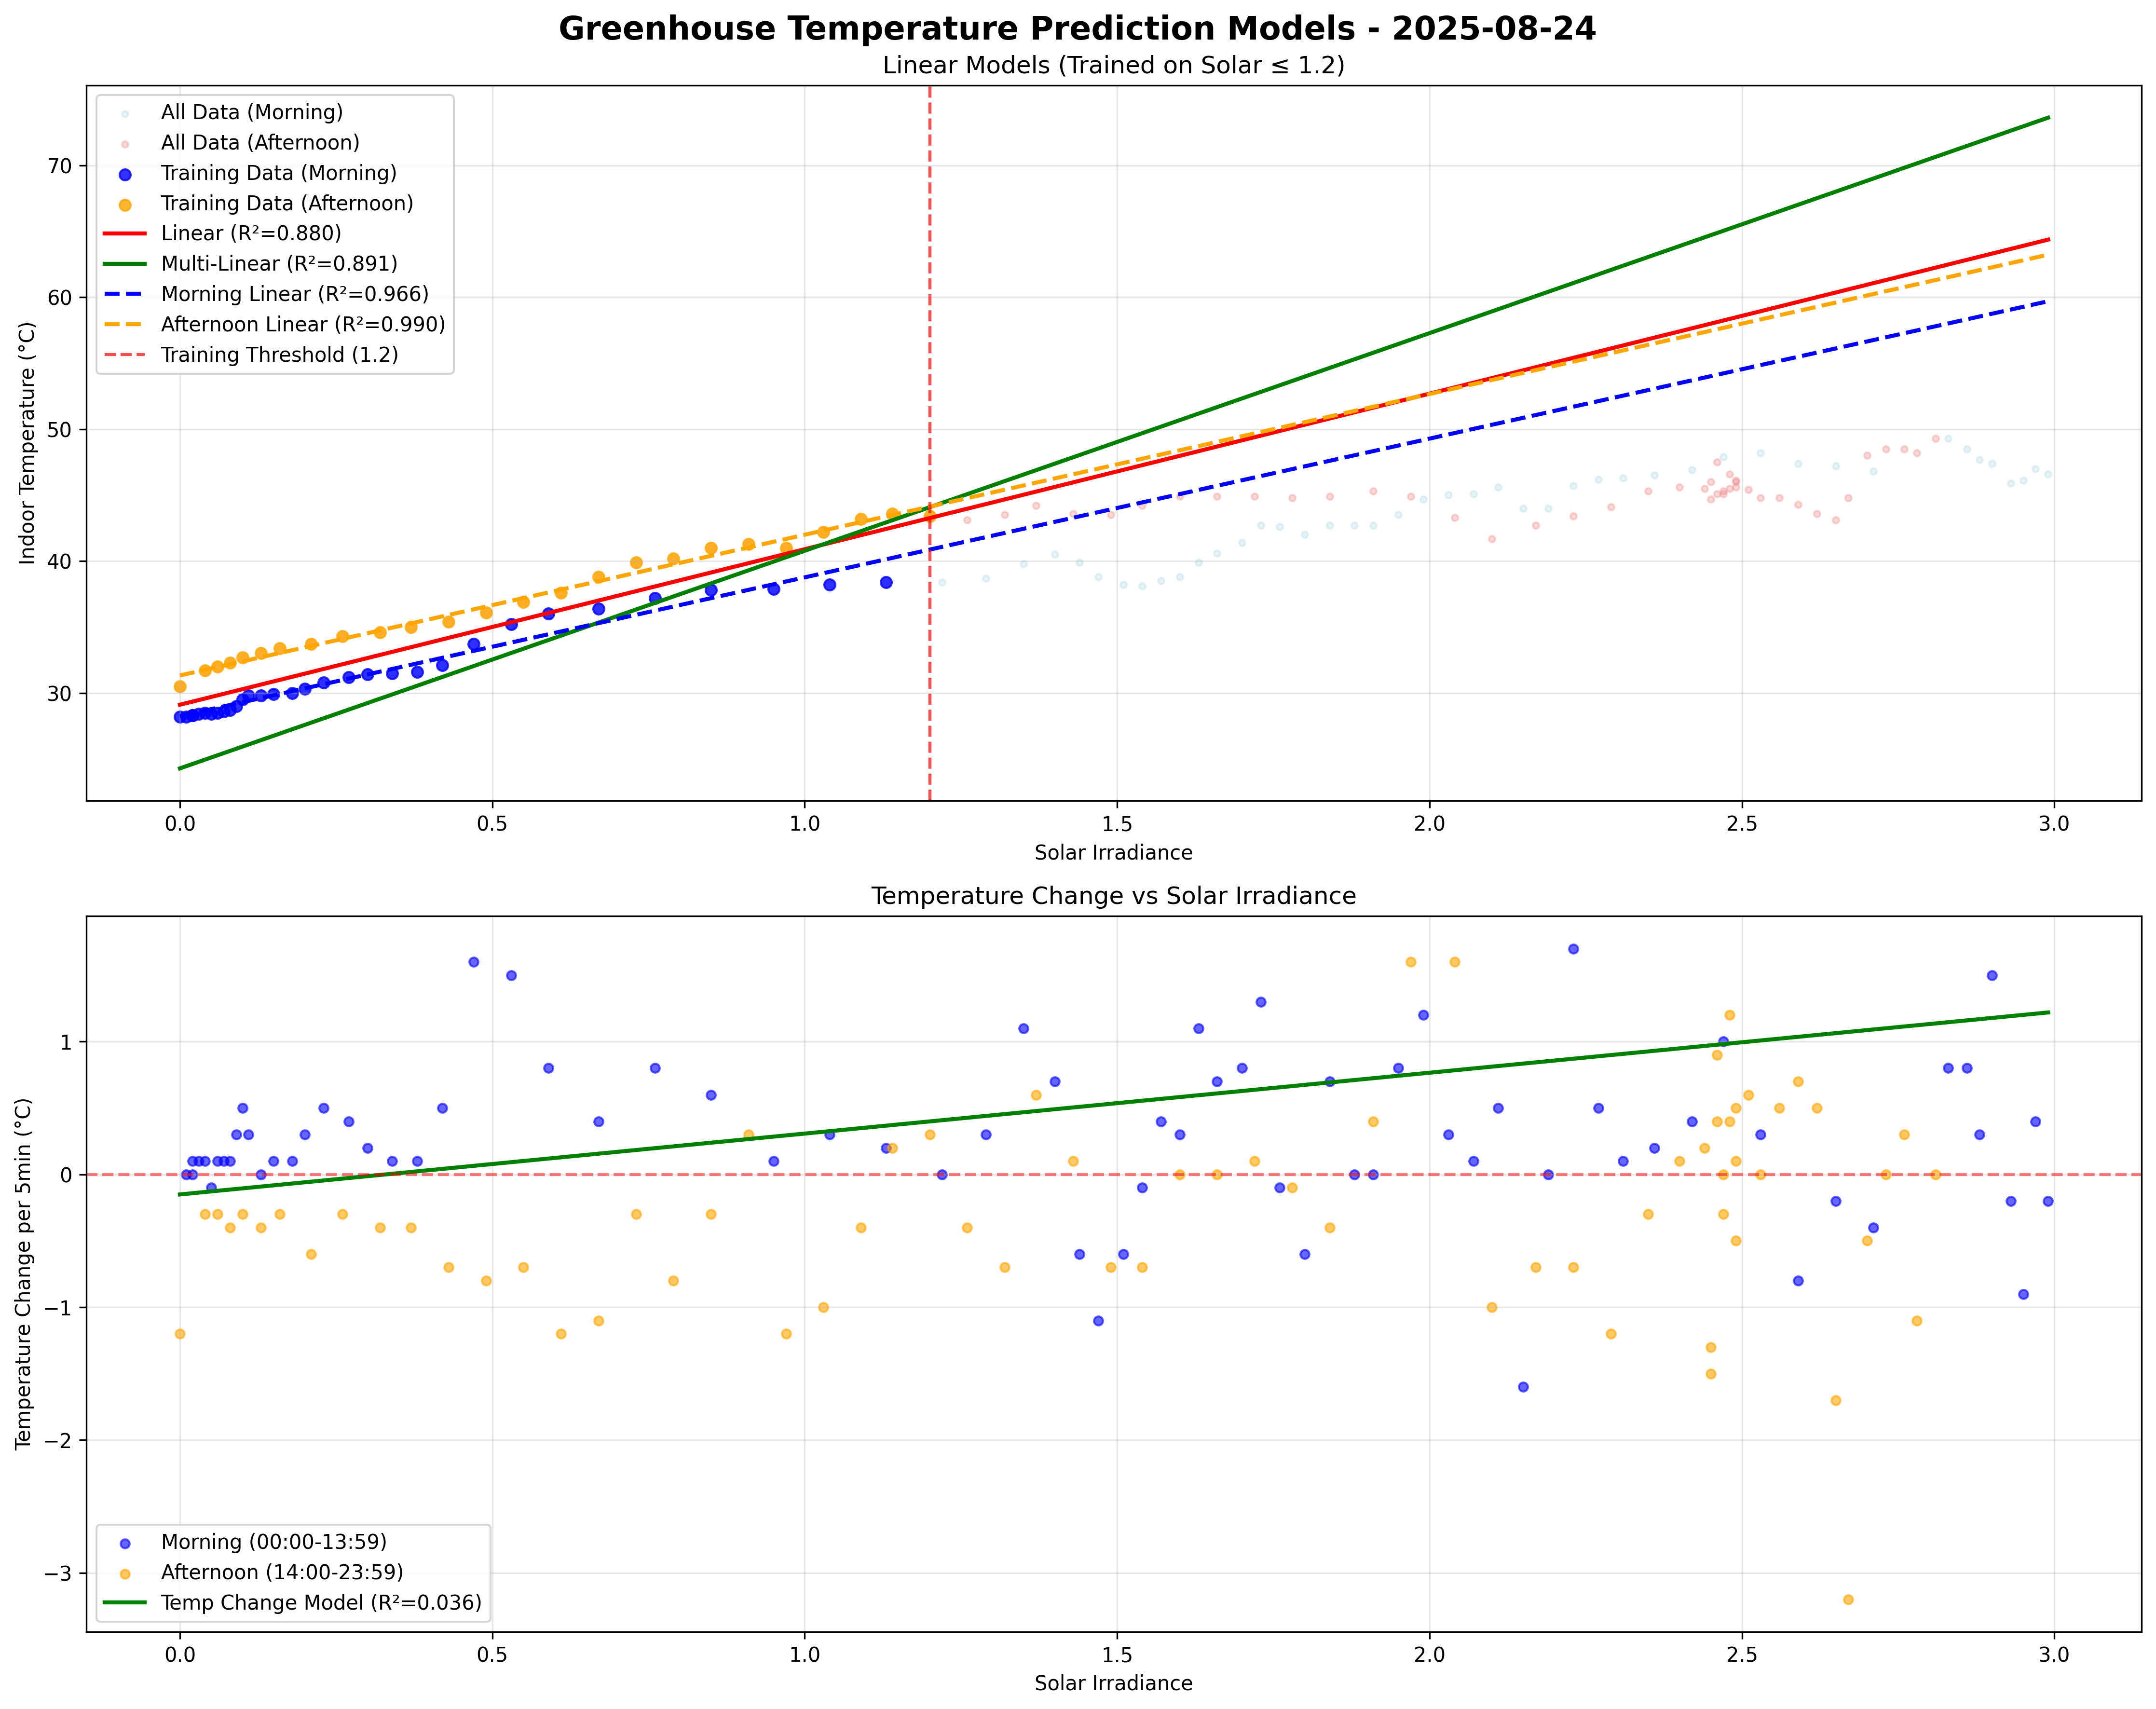 Greenhouse Temperature Prediction Models - 2025-08-24
Linear Models (Trained on Solar ≤ 1.2)
All Data (Morning)
All Data (Afternoon)
Training Data (Morning)
Training Data (Afternoon)
Linear (R²=0.880)
Multi-Linear (R²=0.891)
Morning Linear (R²=0.966)
Afternoon Linear (R²=0.990)
Training Threshold (1.2)
Indoor Temperature (°C)
70
60
50
40
30
0.0 0.5 1.0 1.5 2.0 2.5 3.0
Solar Irradiance
Temperature Change vs Solar Irradiance
Temperature Change per 5min (°C)
1
0
−1
−2
−3
Morning (00:00-13:59)
Afternoon (14:00-23:59)
Temp Change Model (R²=0.036)
0.0 0.5 1.0 1.5 2.0 2.5 3.0
Solar Irradiance